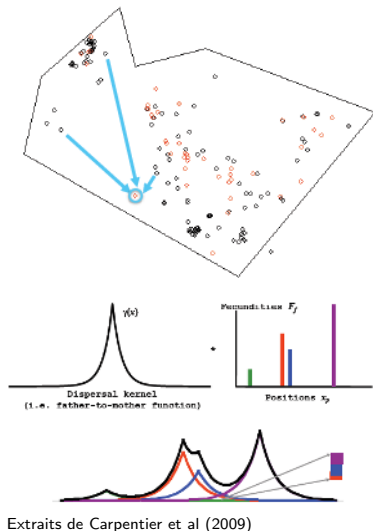 γ(x)
Fecundities F_f
*
Dispersal kernel
(i.e. father-to-mother function)
Positions x_p
Extraits de Carpentier et al (2009)